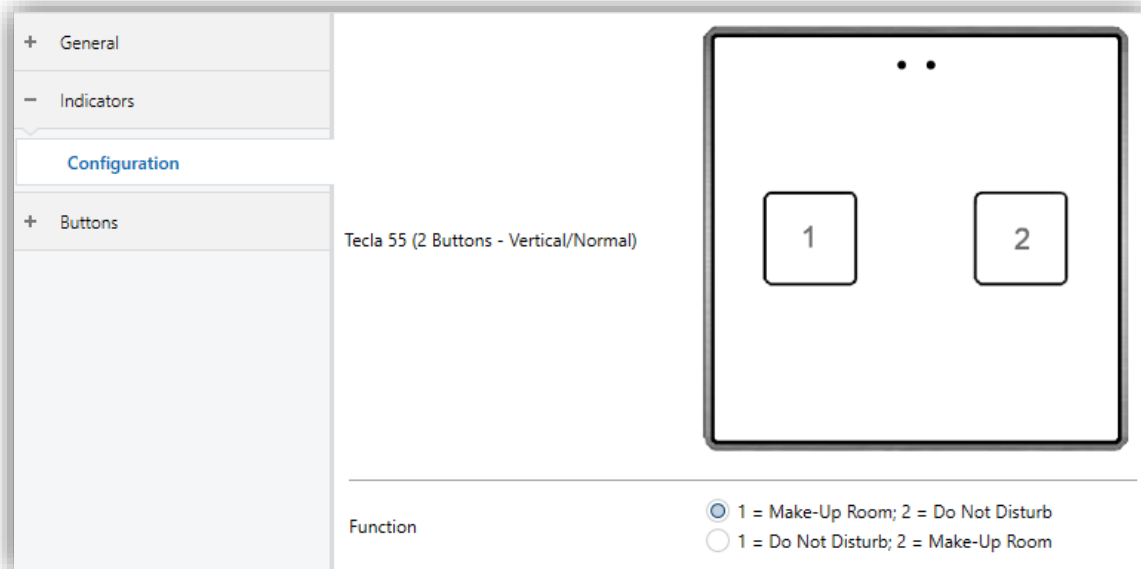 + General
− Indicators
Configuration
+ Buttons
Tecla 55 (2 Buttons - Vertical/Normal)
1
2
Function
1 = Make-Up Room; 2 = Do Not Disturb
1 = Do Not Disturb; 2 = Make-Up Room